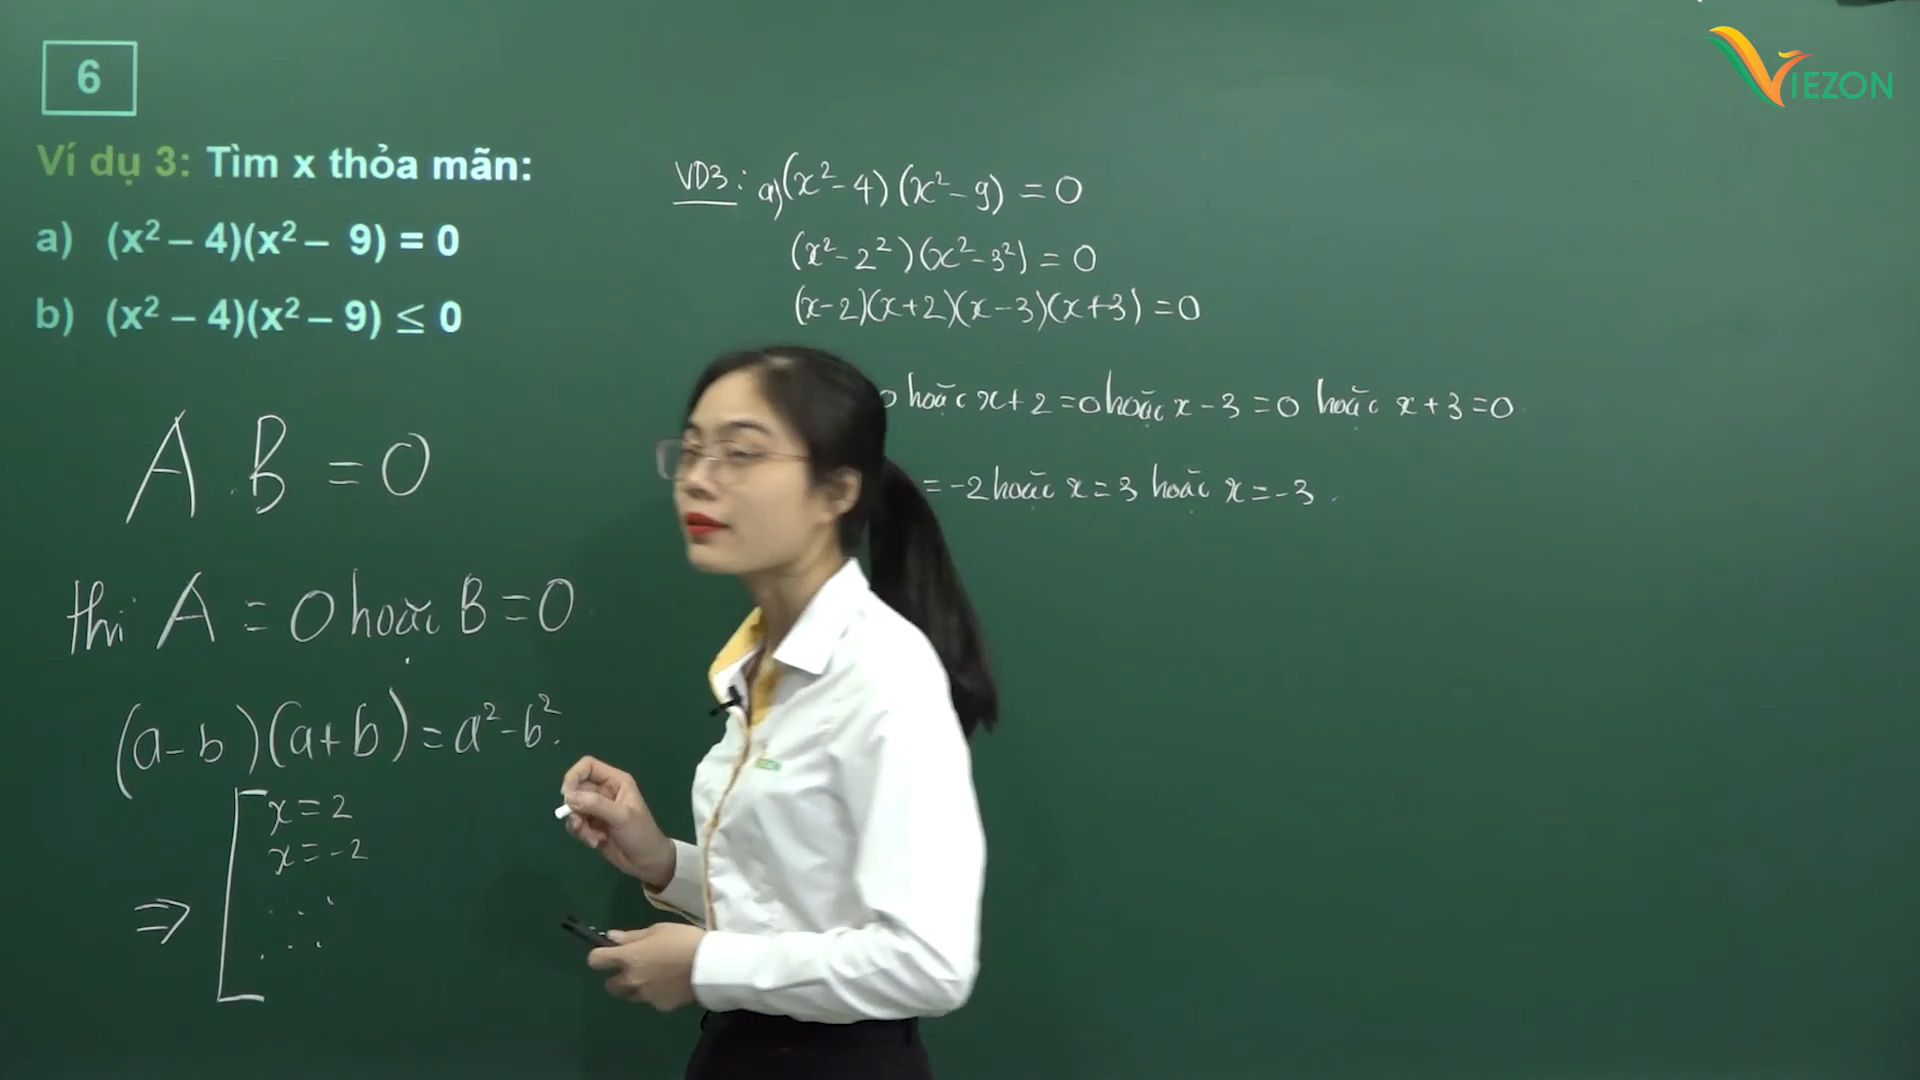 6
VIEZON
Ví dụ 3: Tìm x thỏa mãn:
a) (x² – 4)(x² – 9) = 0
b) (x² – 4)(x² – 9) ≤ 0
A.B = 0
thì A = 0 hoặc B = 0
(a-b)(a+b) = a²-b².
⇒ [ x = 2
x = -2
VD3: a) (x²-4)(x²-9) = 0
(x²-2²)(x²-3²) = 0
(x-2)(x+2)(x-3)(x+3) = 0
0 hoặc x+2=0 hoặc x-3=0 hoặc x+3=0
= -2 hoặc x = 3 hoặc x = -3.